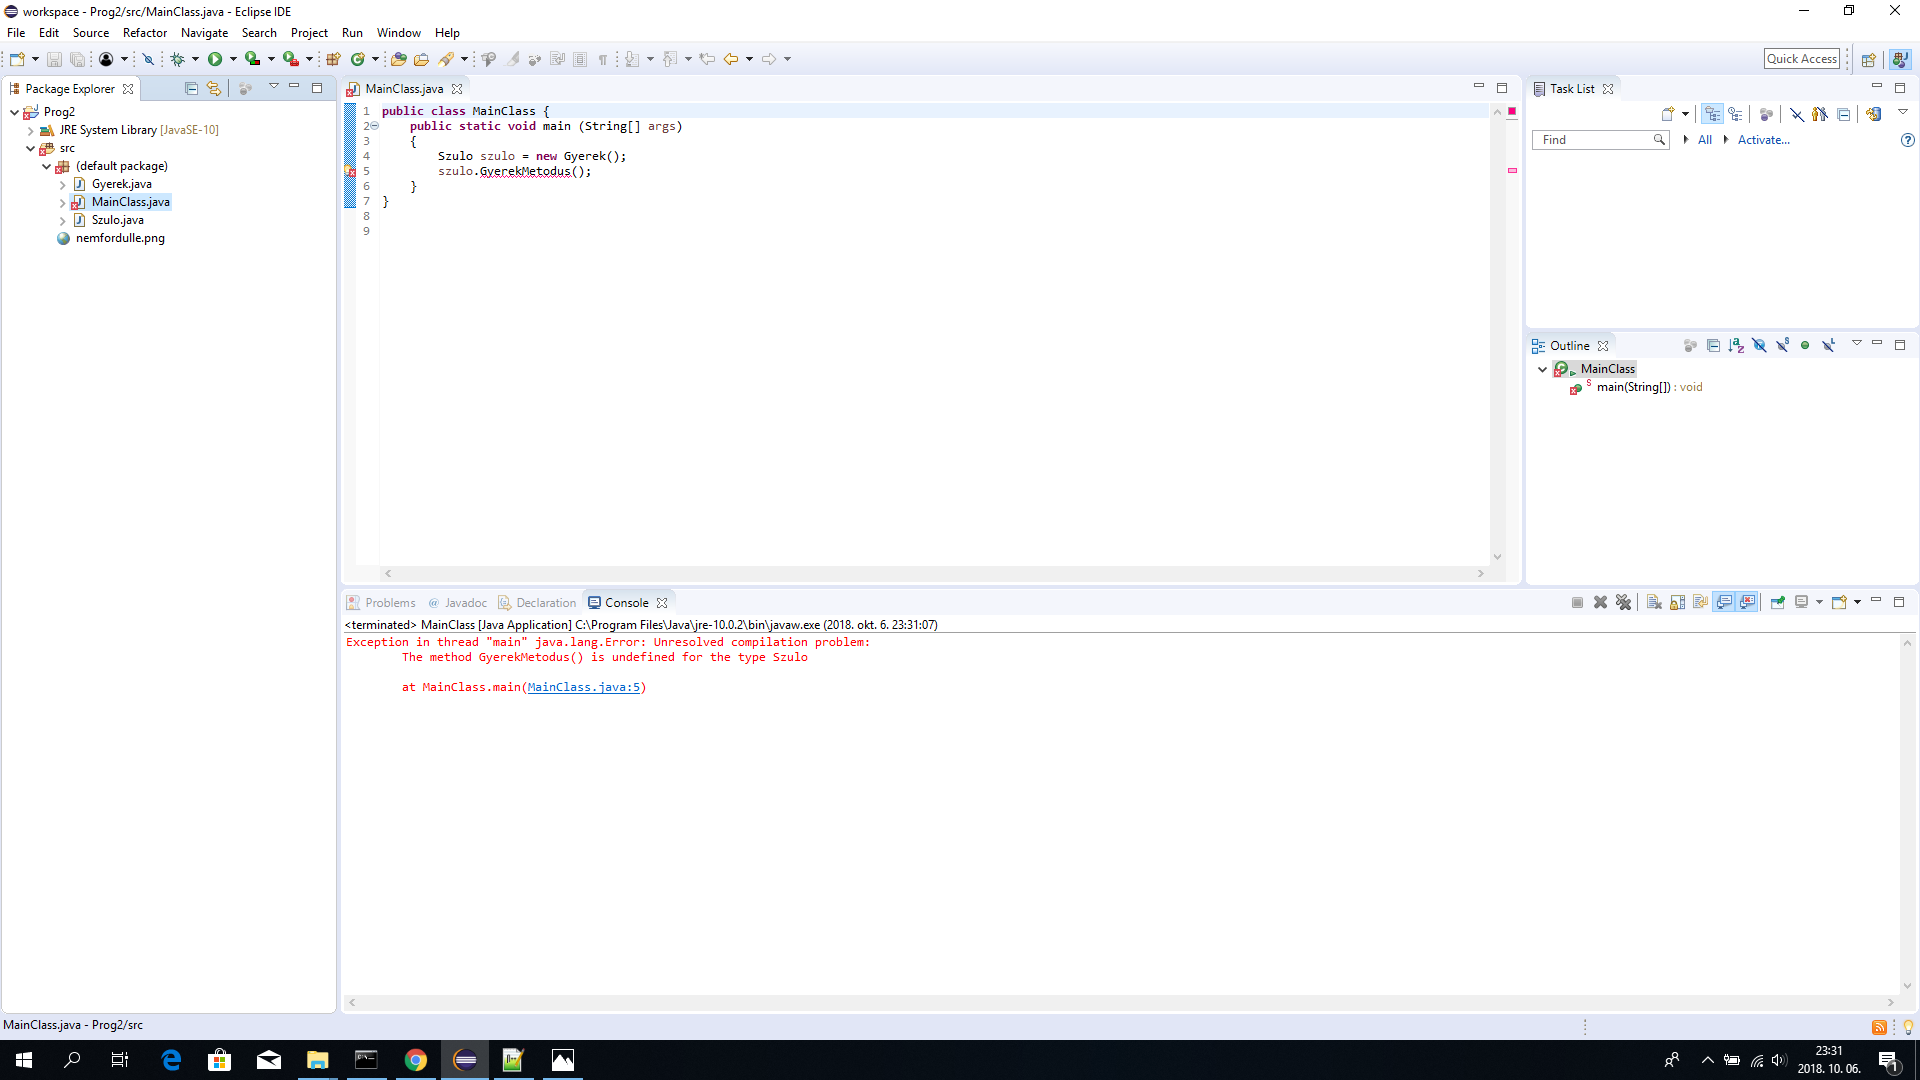 workspace - Prog2/src/MainClass.java - Eclipse IDE
File Edit Source Refactor Navigate Search Project Run Window Help
Quick Access
Package Explorer
Prog2
JRE System Library [JavaSE-10]
src
(default package)
Gyerek.java
MainClass.java
Szulo.java
nemfordulle.png
MainClass.java
1 public class MainClass {
2 public static void main (String[] args)
3 {
4 Szulo szulo = new Gyerek();
5 szulo.GyerekMetodus();
6 }
7 }
8
9
Task List
Find
All
Activate...
Outline
MainClass
main(String[]) : void
Problems @ Javadoc Declaration Console
<terminated> MainClass [Java Application] C:\Program Files\Java\jre-10.0.2\bin\javaw.exe (2018. okt. 6. 23:31:07)
Exception in thread "main" java.lang.Error: Unresolved compilation problem:
The method GyerekMetodus() is undefined for the type Szulo
at MainClass.main(MainClass.java:5)
MainClass.java - Prog2/src
23:31
2018. 10. 06.
1